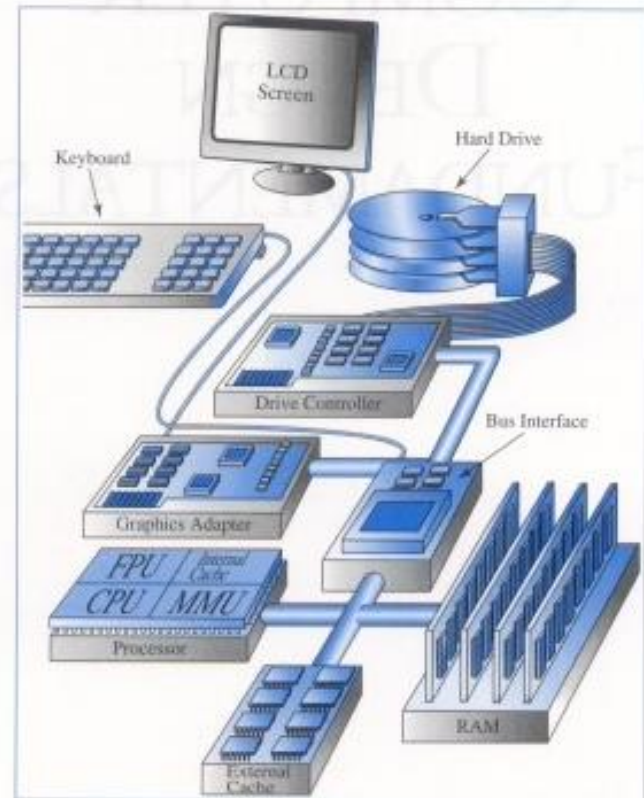 LCD
Screen
Keyboard
Hard Drive
Drive Controller
Bus Interface
Graphics Adapter
FPU
Internal
Cache
CPU
MMU
Processor
RAM
External
Cache